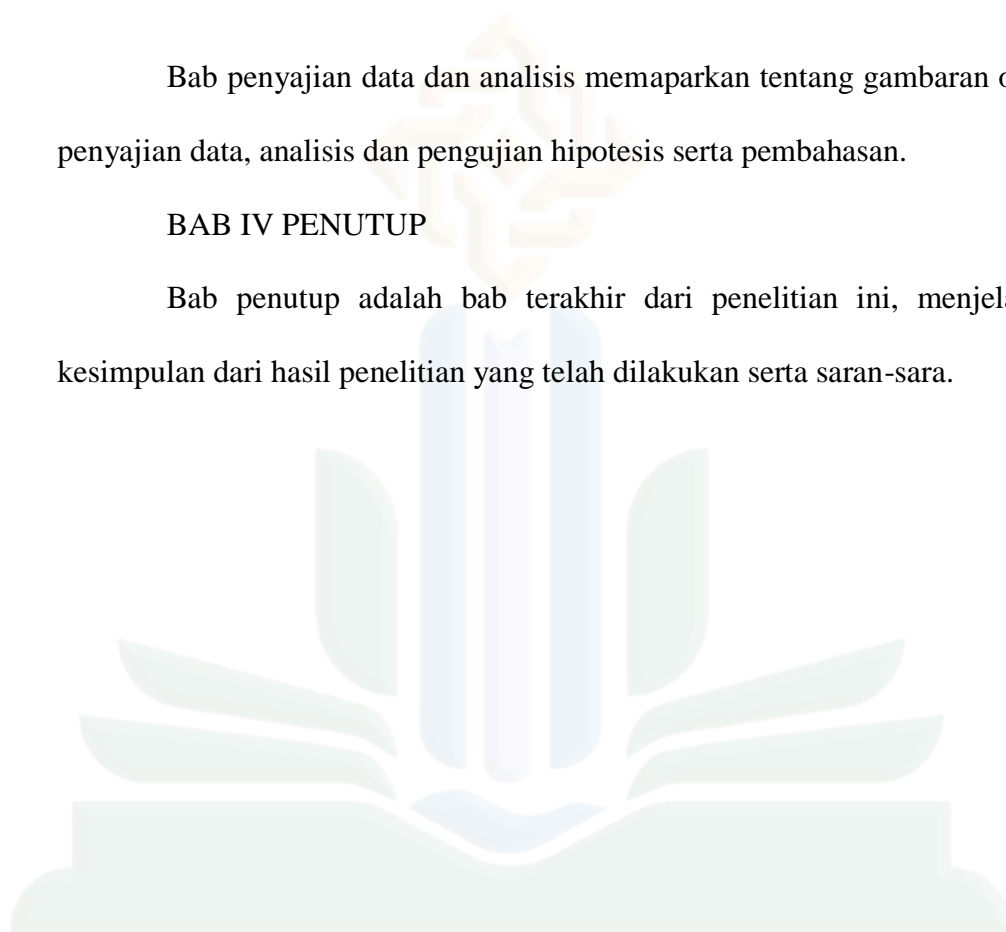 Bab penyajian data dan analisis memaparkan tentang gambaran
penyajian data, analisis dan pengujian hipotesis serta pembahasan.
BAB IV PENUTUP
Bab penutup adalah bab terakhir dari penelitian ini,
kesimpulan dari hasil penelitian yang telah dilakukan serta saran-sara.